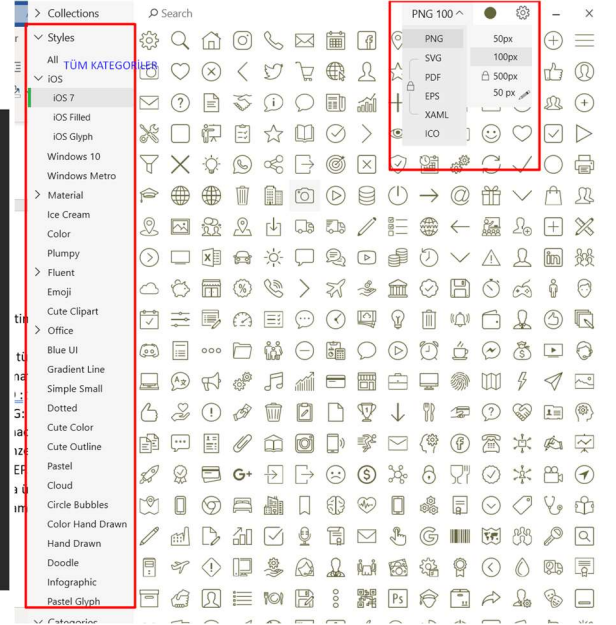 Collections
Search
PNG 100
Styles
All
TÜM KATEGORİLER
iOS
iOS 7
iOS Filled
iOS Glyph
Windows 10
Windows Metro
Material
Ice Cream
Color
Plumpy
Fluent
Emoji
Cute Clipart
Office
Blue UI
Gradient Line
Simple Small
Dotted
Cute Color
Cute Outline
Pastel
Cloud
Circle Bubbles
Color Hand Drawn
Hand Drawn
Doodle
Infographic
Pastel Glyph
Categories
PNG
SVG
PDF
EPS
XAML
ICO
50px
100px
500px
50 px